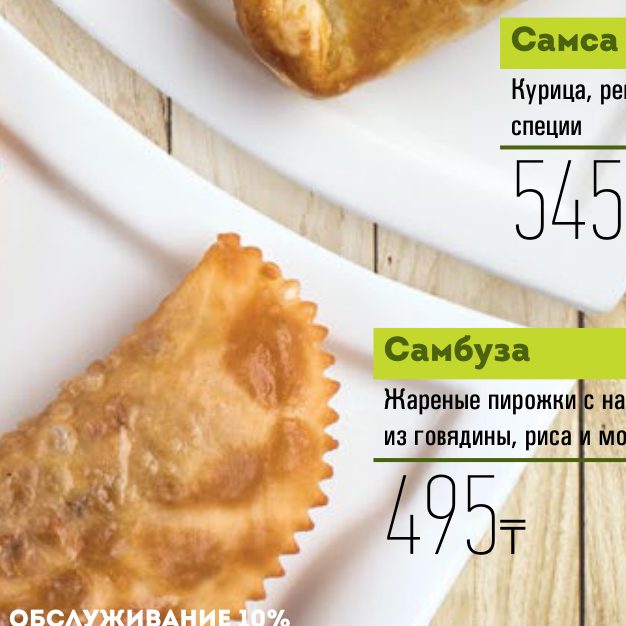 Самса
Курица,
специи
545
Самбуза
Жареные пирожки с
из говядины, риса и
495₸
ОБСЛУЖИВАНИЕ 10%